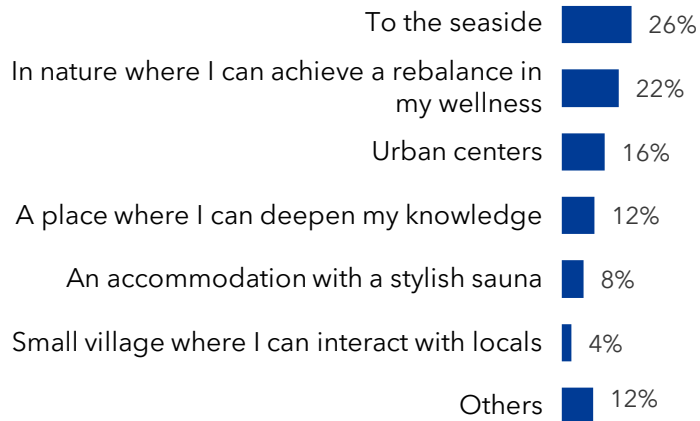 To the seaside 26%
In nature where I can achieve a rebalance in
my wellness 22%
Urban centers 16%
A place where I can deepen my knowledge 12%
An accommodation with a stylish sauna 8%
Small village where I can interact with locals 4%
Others 12%